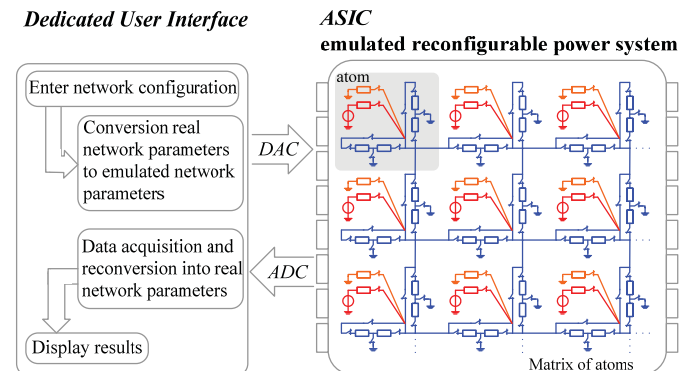 Dedicated User Interface
ASIC
emulated reconfigurable power system
Enter network configuration
Conversion real
network parameters
to emulated network
parameters
DAC
Data acquisition and
reconversion into real
network parameters
ADC
Display results
atom
Matrix of atoms